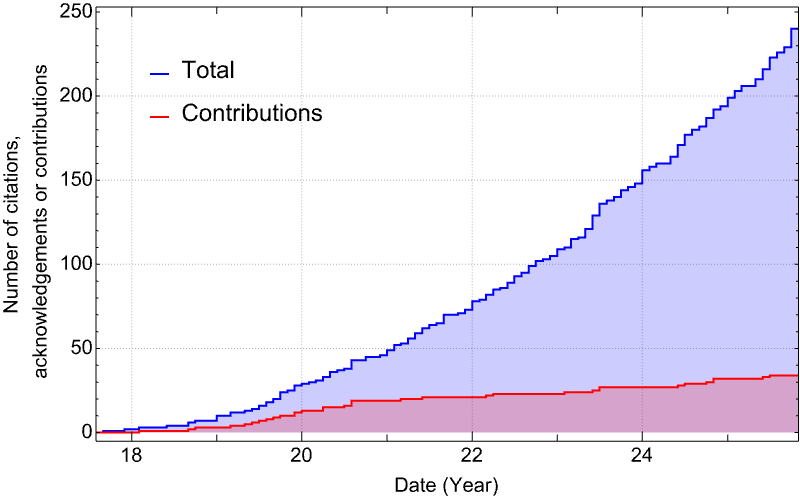 250
200
150
100
50
0
Number of citations,
acknowledgements or contributions
Total
Contributions
18 20 22 24
Date (Year)